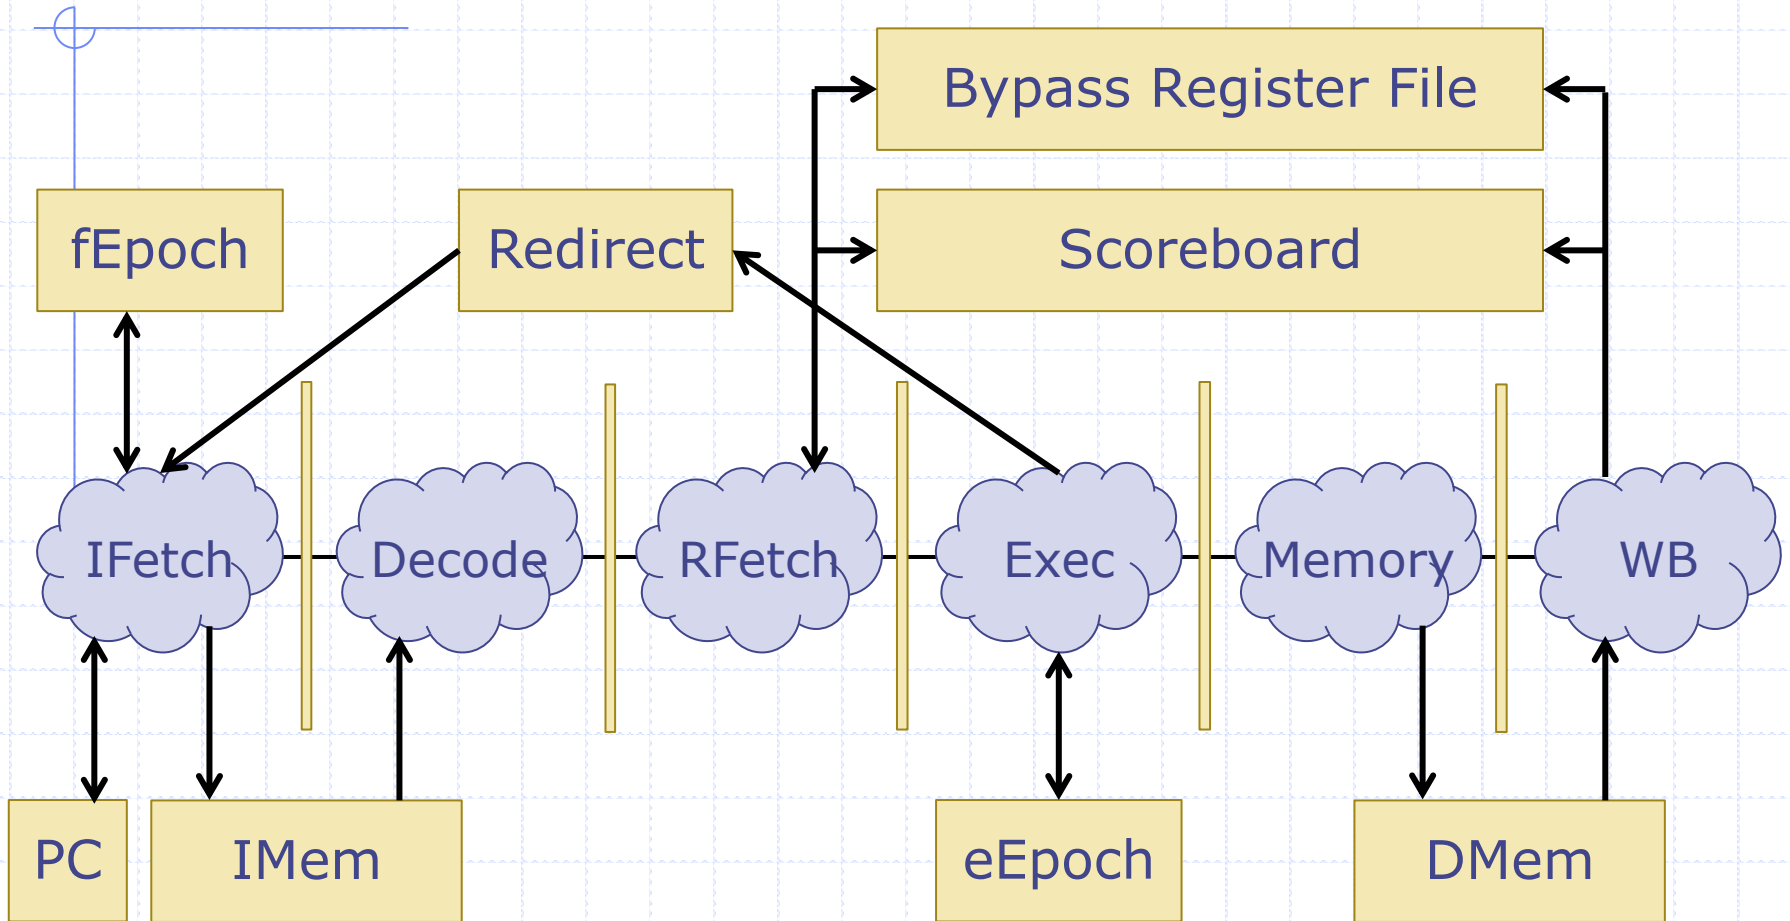 Bypass Register File
fEpoch
Redirect
Scoreboard
IFetch
Decode
RFetch
Exec
Memory
WB
PC
IMem
eEpoch
DMem